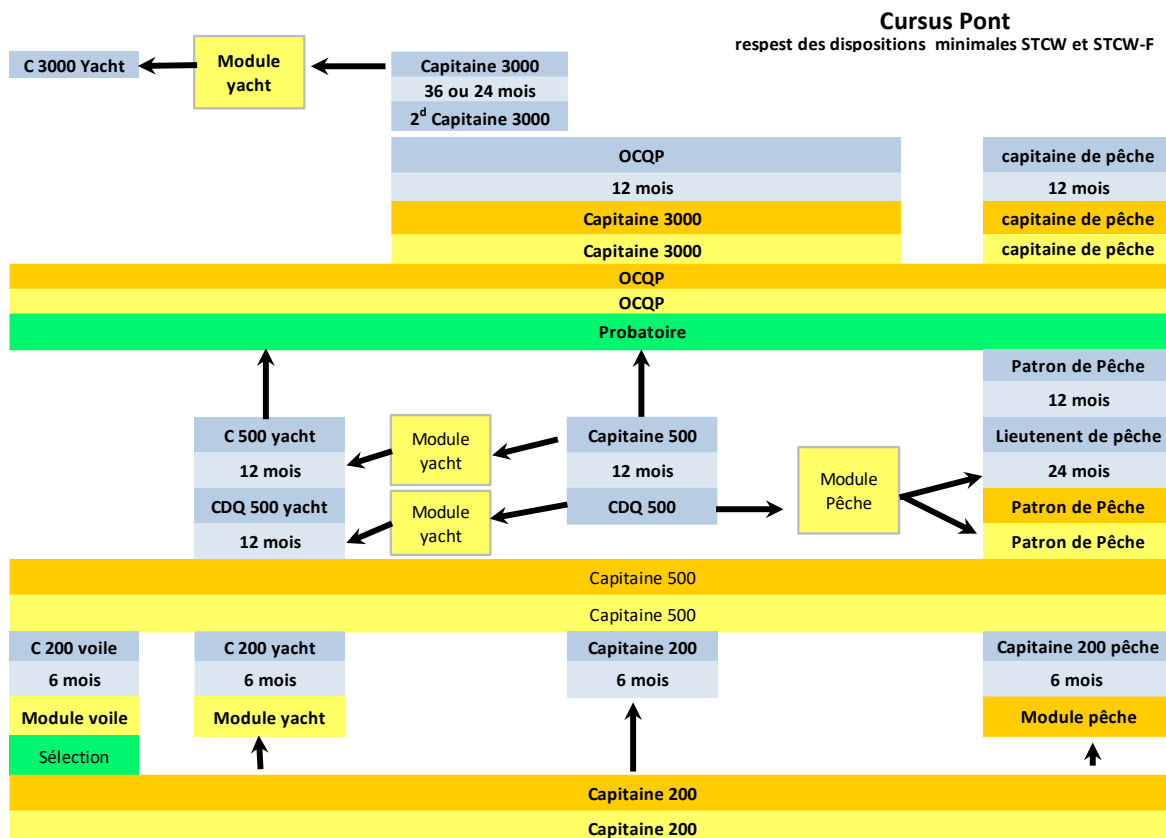 Cursus Pont
respest des dispositions minimales STCW et STCW-F
C 3000 Yacht
Module
yacht
Capitaine 3000
36 ou 24 mois
2d Capitaine 3000
OCQP
12 mois
Capitaine 3000
Capitaine 3000
capitaine de pêche
12 mois
capitaine de pêche
capitaine de pêche
OCQP
OCQP
Probatoire
C 500 yacht
12 mois
CDQ 500 yacht
12 mois
Module
yacht
Module
yacht
Capitaine 500
12 mois
CDQ 500
Module
Pêche
Patron de Pêche
12 mois
Lieutenent de pêche
24 mois
Patron de Pêche
Patron de Pêche
Capitaine 500
Capitaine 500
C 200 voile
6 mois
Module voile
Sélection
C 200 yacht
6 mois
Module yacht
Capitaine 200
6 mois
Capitaine 200 pêche
6 mois
Module pêche
Capitaine 200
Capitaine 200